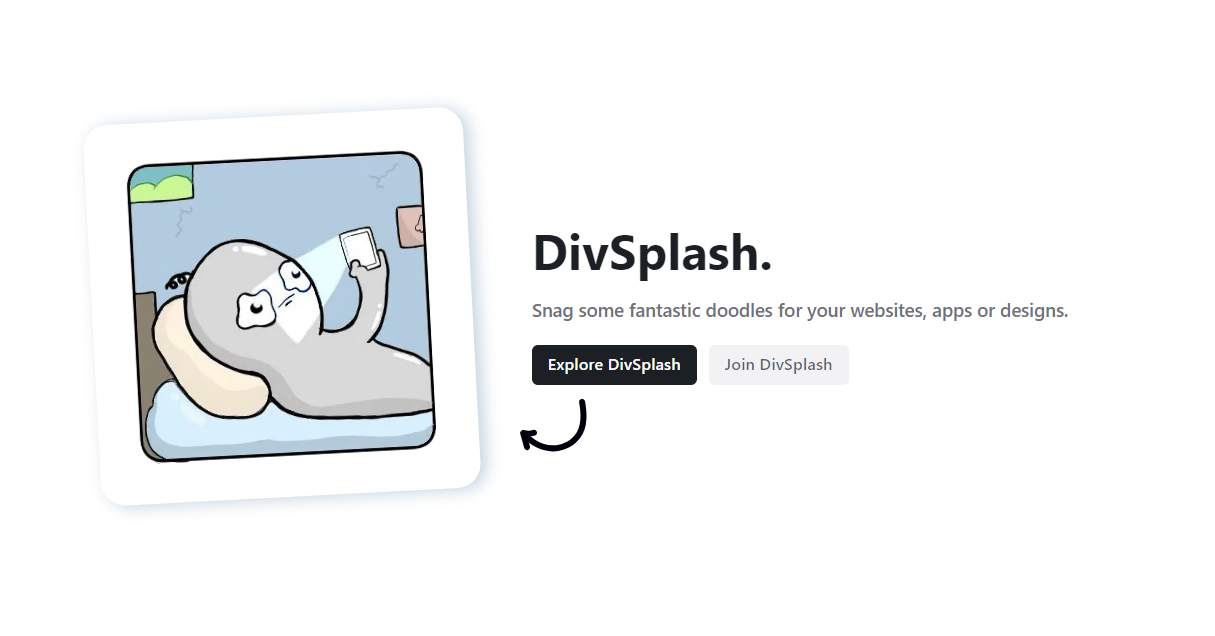 DivSplash.
Snag some fantastic doodles for your websites, apps or designs.
Explore DivSplash
Join DivSplash